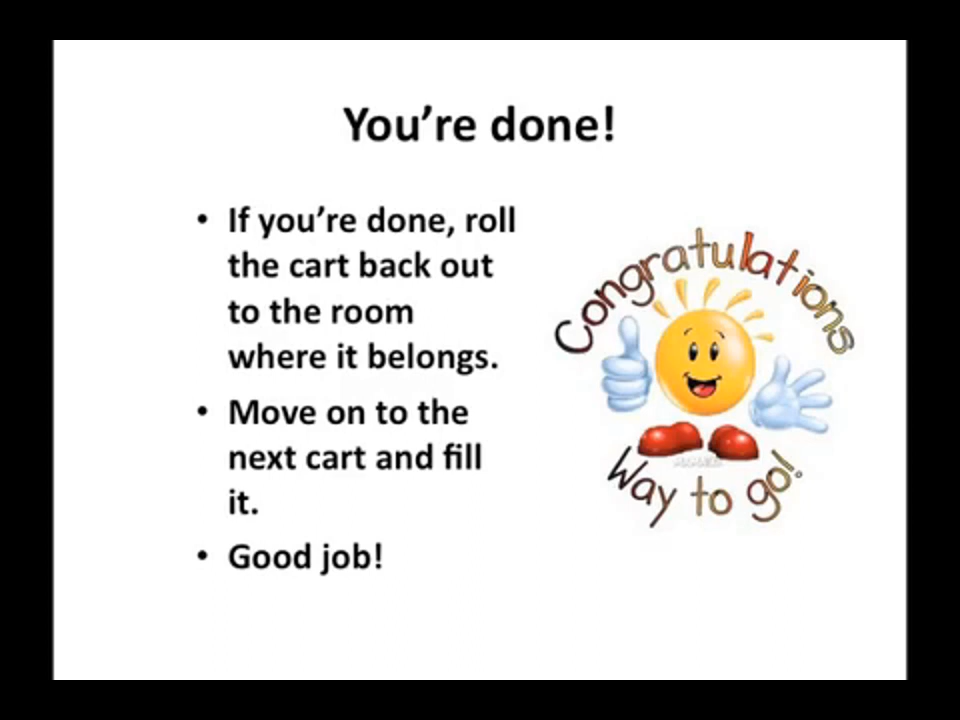 You’re done!
• If you’re done, roll
the cart back out
to the room
where it belongs.
• Move on to the
next cart and fill
it.
• Good job!
Congratulations
Way to go!